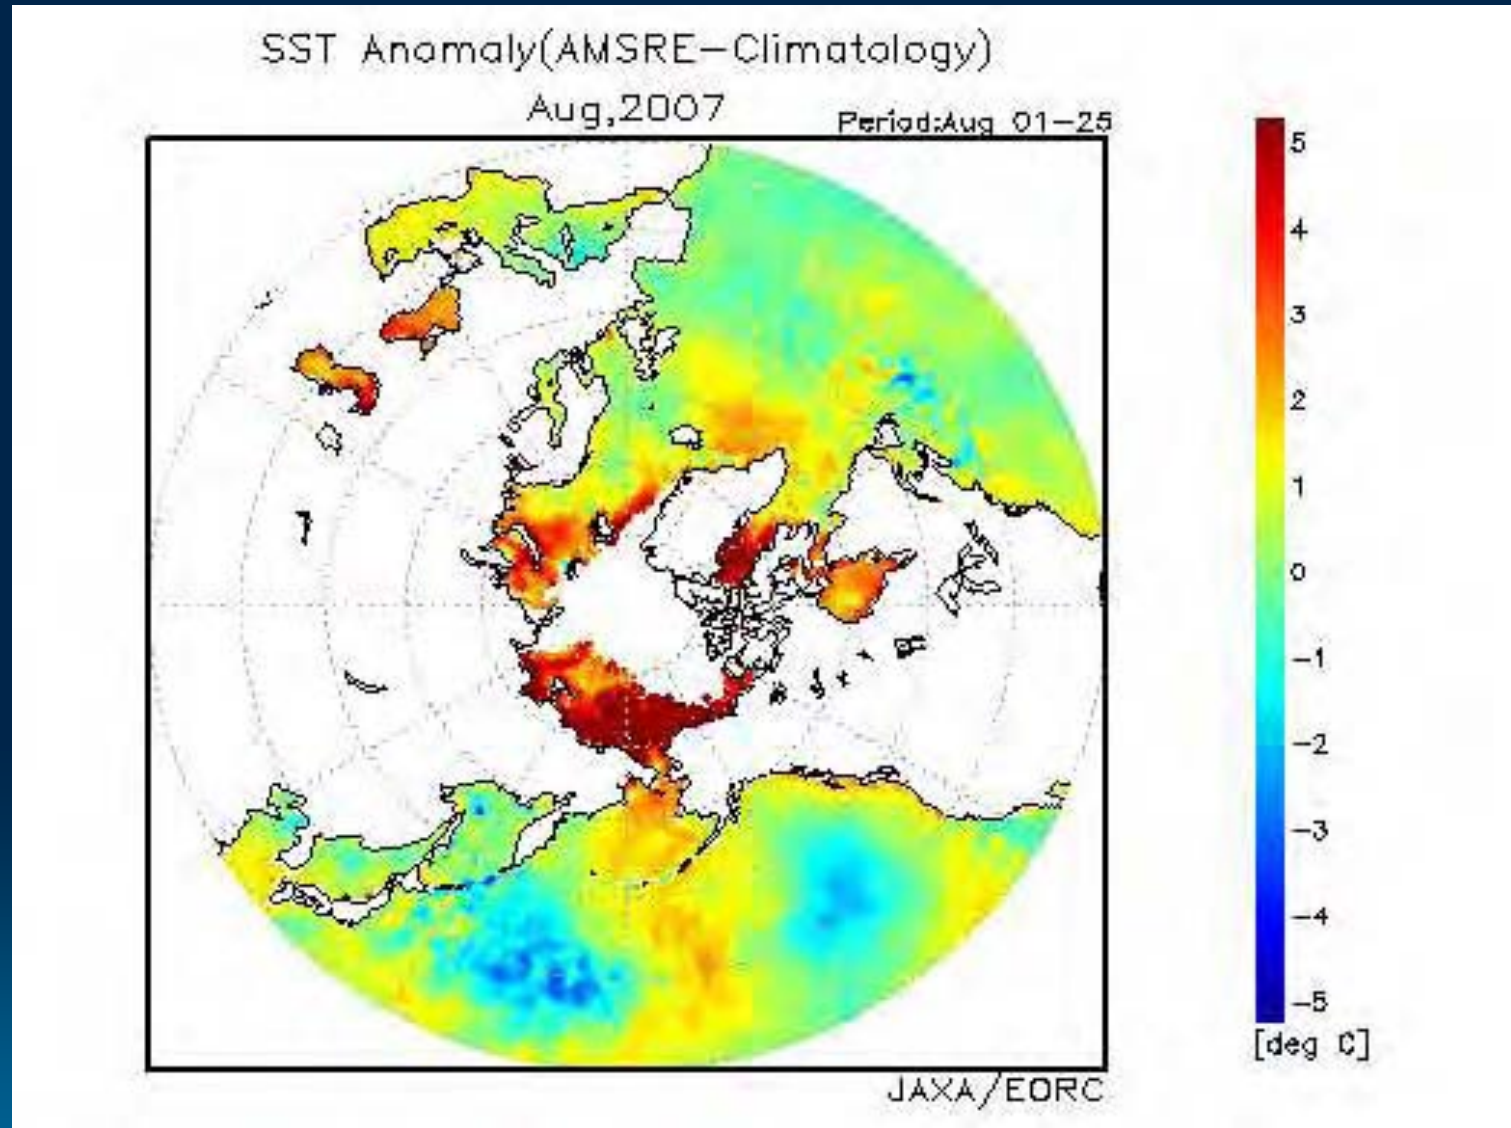 SST Anomaly(AMSRE-Climatology)
Aug,2007
Period:Aug 01-25
5
4
3
2
1
0
-1
-2
-3
-4
-5
[deg C]
JAXA/EORC